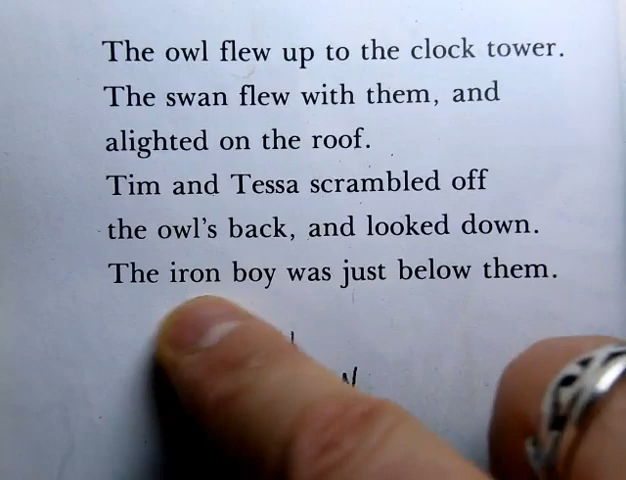 The owl flew up to the clock tower.
The swan flew with them, and
alighted on the roof.
Tim and Tessa scrambled off
the owl's back, and looked down.
The iron boy was just below them.